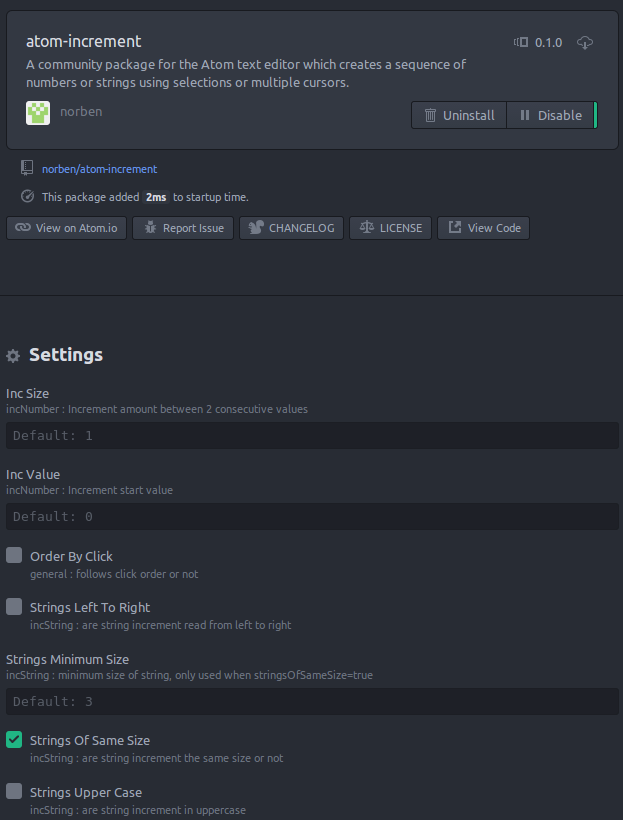 atom-increment
0.1.0
A community package for the Atom text editor which creates a sequence of
numbers or strings using selections or multiple cursors.
norben
Uninstall
Disable
norben/atom-increment
This package added 2ms to startup time.
View on Atom.io
Report Issue
CHANGELOG
LICENSE
View Code
Settings
Inc Size
incNumber : Increment amount between 2 consecutive values
Default: 1
Inc Value
incNumber : Increment start value
Default: 0
Order By Click
general : follows click order or not
Strings Left To Right
incString : are string increment read from left to right
Strings Minimum Size
incString : minimum size of string, only used when stringsOfSameSize=true
Default: 3
Strings Of Same Size
incString : are string increment the same size or not
Strings Upper Case
incString : are string increment in uppercase